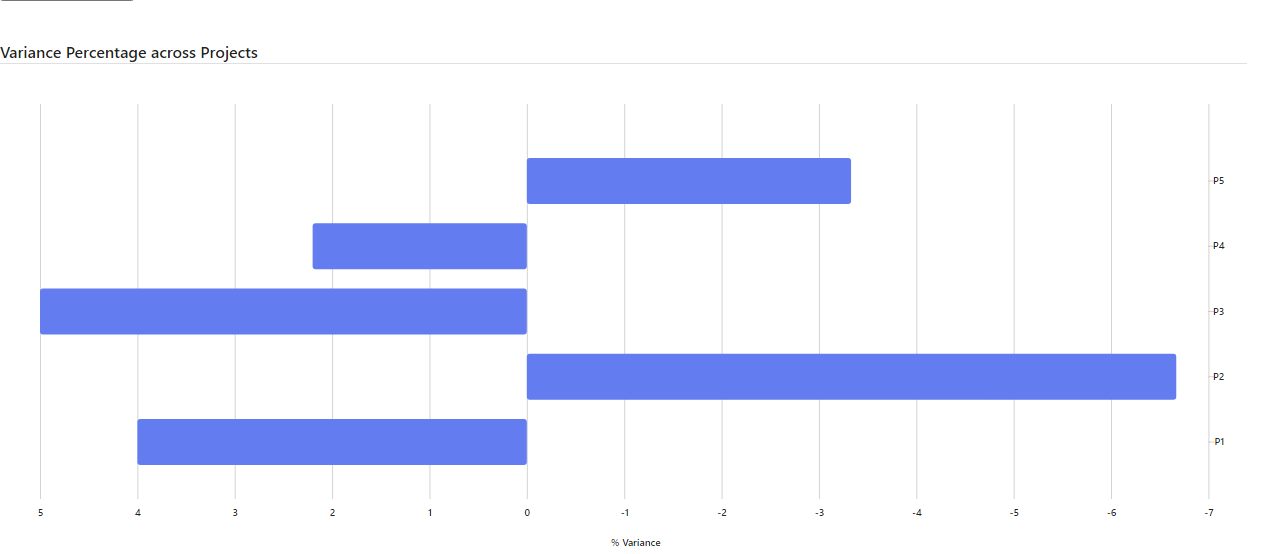 Variance Percentage across Projects
P5
P4
P3
P2
P1
5 4 3 2 1 0 -1 -2 -3 -4 -5 -6 -7
% Variance